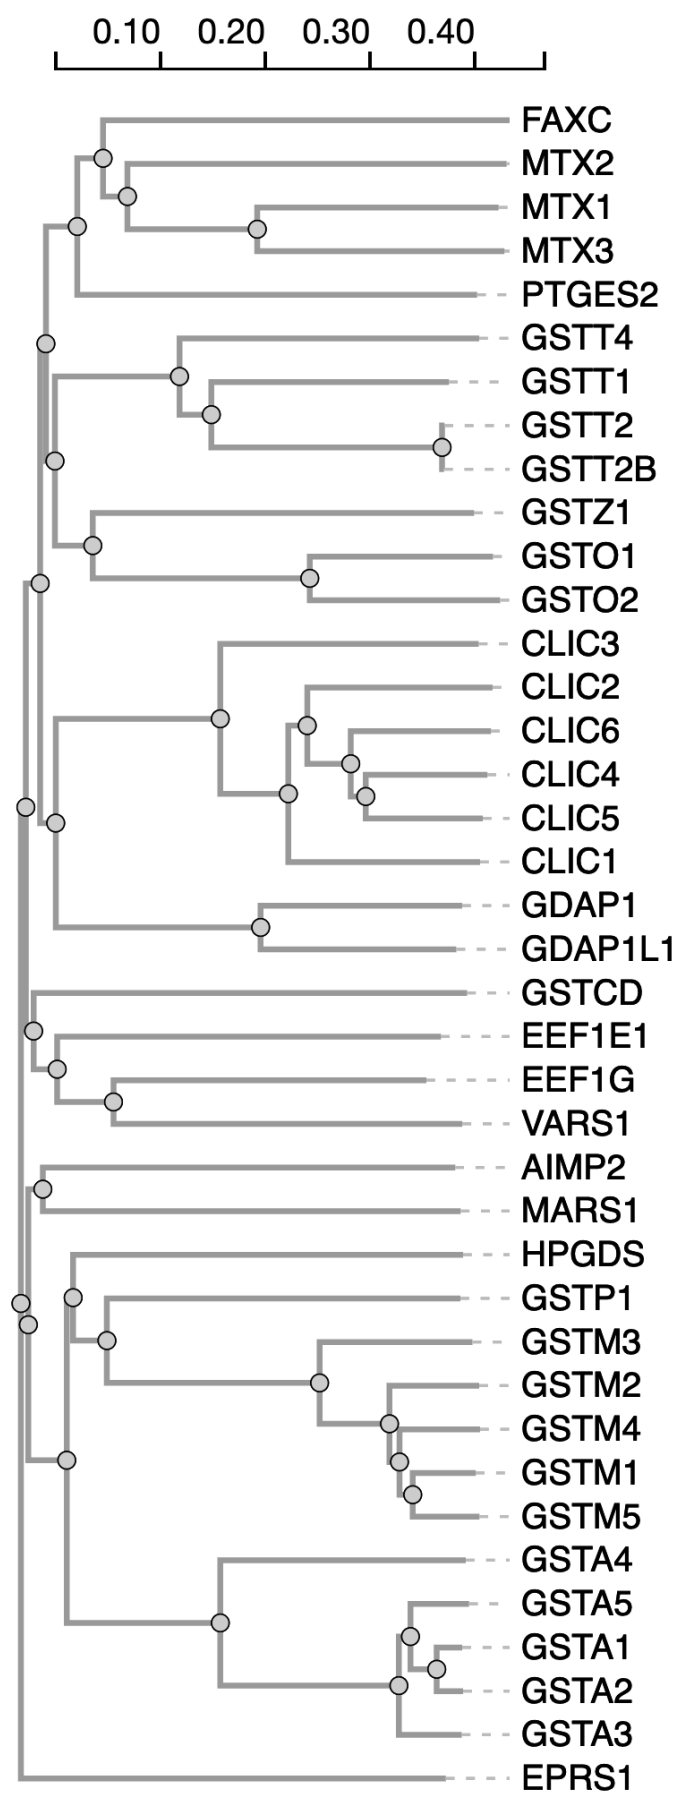 0.10 0.20 0.30 0.40
FAXC
MTX2
MTX1
MTX3
PTGES2
GSTT4
GSTT1
GSTT2
GSTT2B
GSTZ1
GSTO1
GSTO2
CLIC3
CLIC2
CLIC6
CLIC4
CLIC5
CLIC1
GDAP1
GDAP1L1
GSTCD
EEF1E1
EEF1G
VARS1
AIMP2
MARS1
HPGDS
GSTP1
GSTM3
GSTM2
GSTM4
GSTM1
GSTM5
GSTA4
GSTA5
GSTA1
GSTA2
GSTA3
EPRS1